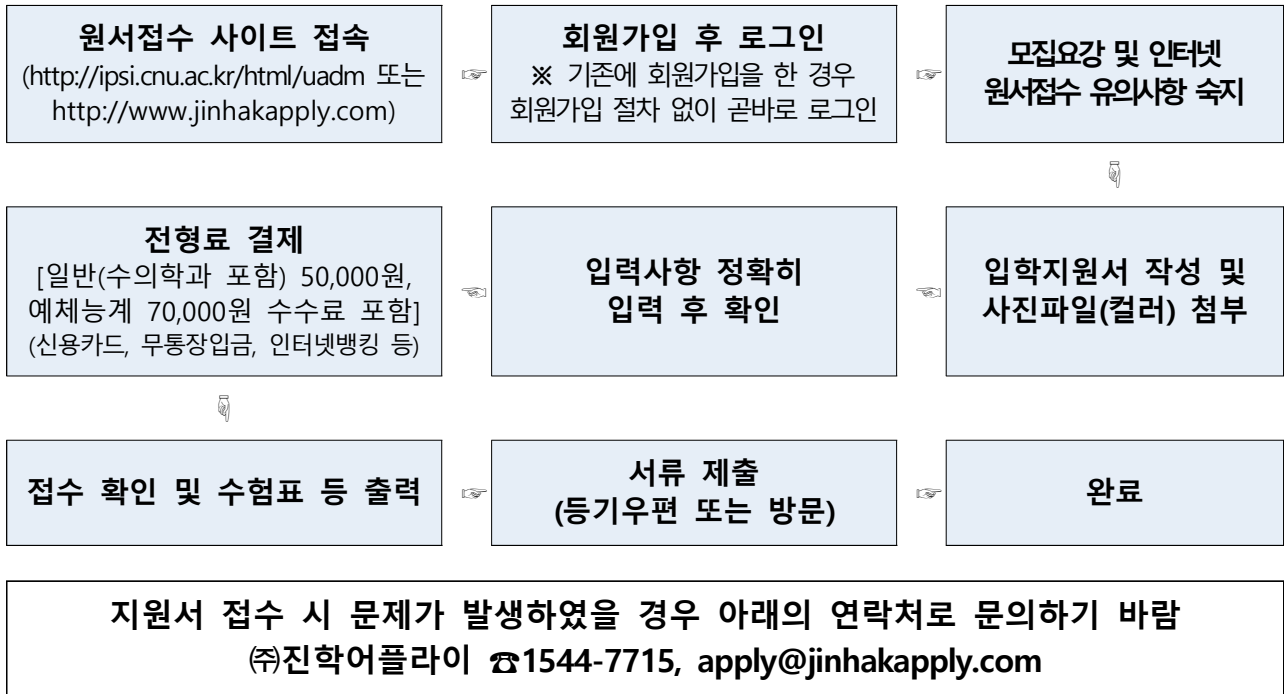 원서접수 사이트 접속
(http://ipsi.cnu.ac.kr/html/uadm 또는
http://www.jinhakapply.com)
☞
회원가입 후 로그인
※ 기존에 회원가입을 한 경우
회원가입 절차 없이 곧바로 로그인
☞
모집요강 및 인터넷
원서접수 유의사항 숙지
☟
입학지원서 작성 및
사진파일(컬러) 첨부
☜
입력사항 정확히
입력 후 확인
☜
전형료 결제
[일반(수의학과 포함) 50,000원,
예체능계 70,000원 수수료 포함]
(신용카드, 무통장입금, 인터넷뱅킹 등)
☟
접수 확인 및 수험표 등 출력
☞
서류 제출
(등기우편 또는 방문)
☞
완료
지원서 접수 시 문제가 발생하였을 경우 아래의 연락처로 문의하기 바람
㈜진학어플라이 ☎1544-7715, apply@jinhakapply.com